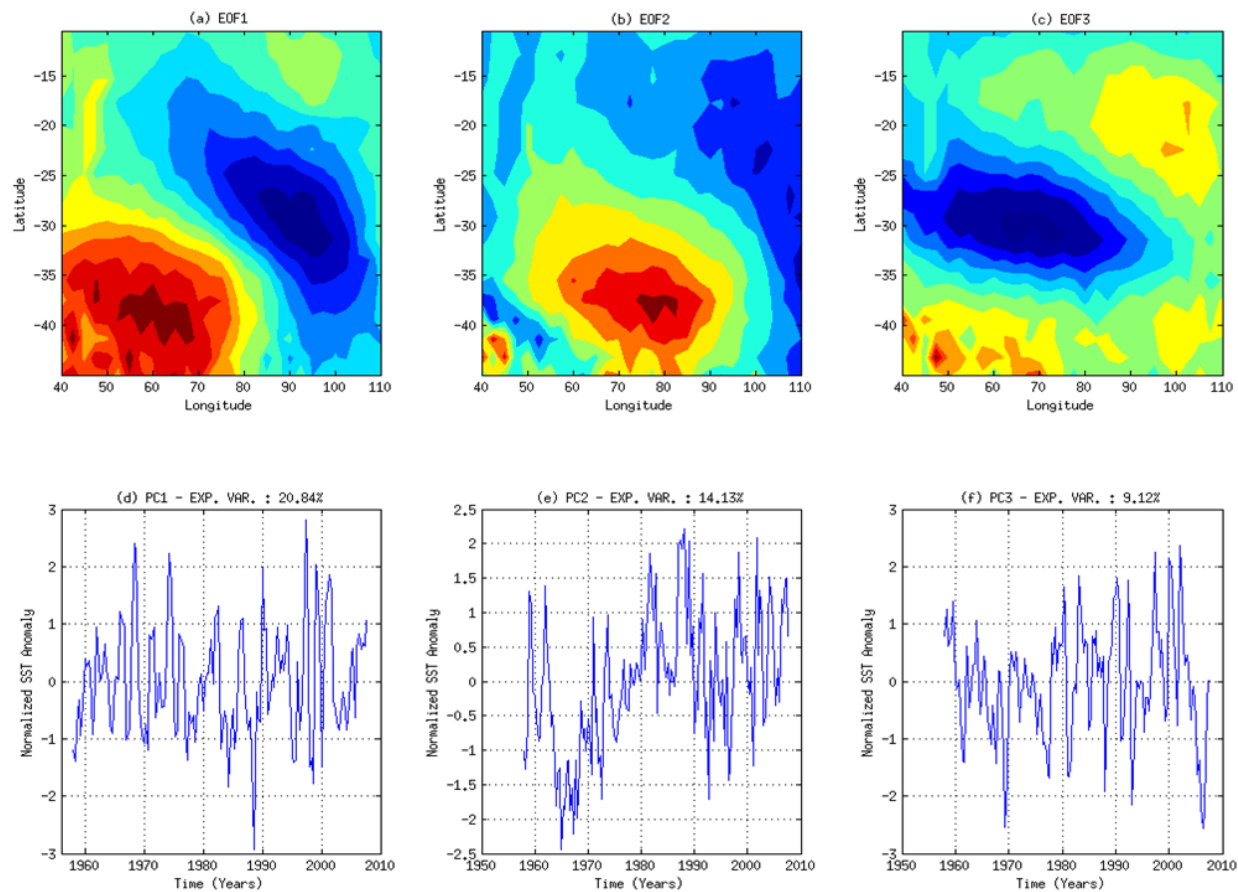 (a) EOF1
(b) EOF2
(c) EOF3
-15
-20
-25
-30
-35
-40
Latitude
40 50 60 70 80 90 100 110
Longitude
-15
-20
-25
-30
-35
-40
Latitude
40 50 60 70 80 90 100 110
Longitude
-15
-20
-25
-30
-35
-40
Latitude
40 50 60 70 80 90 100 110
Longitude
(d) PC1 - EXP. VAR. : 20.84%
3
2
1
0
-1
-2
-3
Normalized SST Anomaly
1960 1970 1980 1990 2000 2010
Time (Years)
(e) PC2 - EXP. VAR. : 14.13%
2.5
2
1.5
1
0.5
0
-0.5
-1
-1.5
-2
-2.5
Normalized SST Anomaly
1950 1960 1970 1980 1990 2000 2010
Time (Years)
(f) PC3 - EXP. VAR. : 9.12%
3
2
1
0
-1
-2
-3
Normalized SST Anomaly
1950 1960 1970 1980 1990 2000 2010
Time (Years)